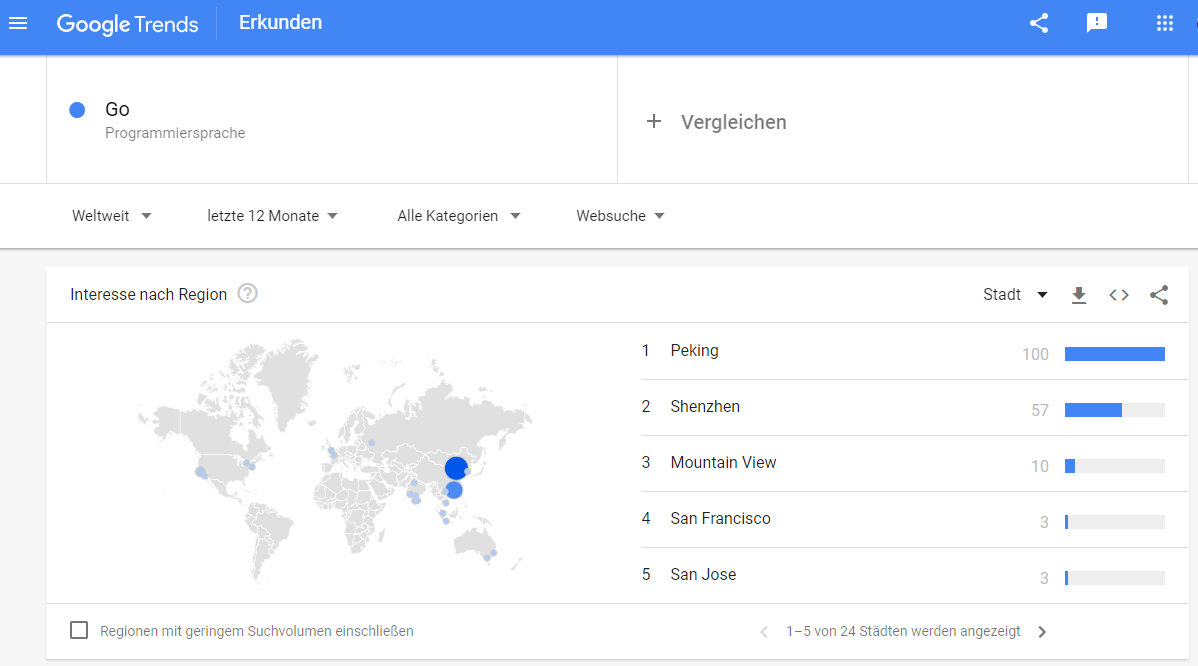 Google Trends Erkunden
Go
Programmiersprache
+ Vergleichen
Weltweit letzte 12 Monate Alle Kategorien Websuche
Interesse nach Region ? Stadt
1 Peking 100
2 Shenzhen 57
3 Mountain View 10
4 San Francisco 3
5 San Jose 3
Regionen mit geringem Suchvolumen einschließen 1–5 von 24 Städten werden angezeigt